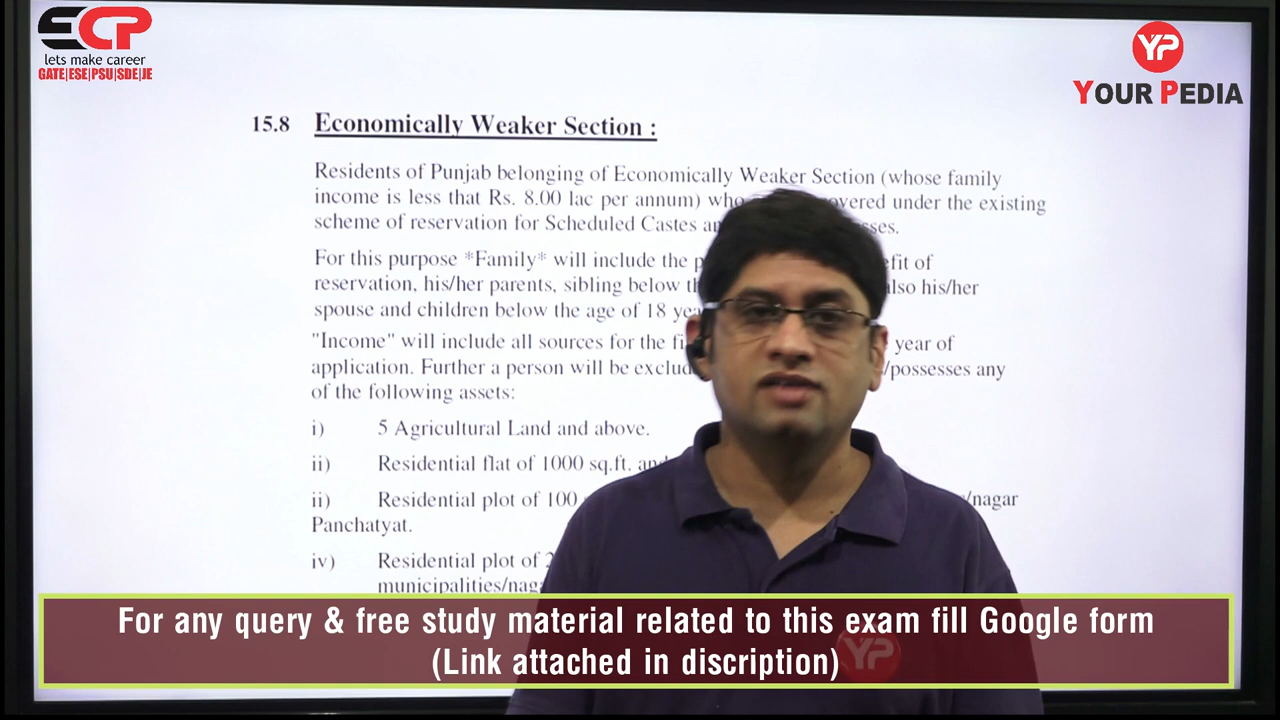 ECP
lets make career
GATE|ESE|PSU|SDE|JE
YP
YOUR PEDIA
15.8 Economically Weaker Section :
Residents of Punjab belonging of Economically Weaker Section (whose family
income is less that Rs. 8.00 lac per annum) who under the existing
scheme of reservation for Scheduled Castes
For this purpose *Family* will include the of
reservation, his/her parents, sibling below his/her
spouse and children below the age of 18
"Income" will include all sources for the year of
application. Further a person will be any
of the following assets:
i) 5 Agricultural Land and above.
ii) Residential flat of 1000 sq.ft.
ii) Residential plot of 100 /nagar
Panchatyat.
iv) Residential plot of
For any query & free study material related to this exam fill Google form
(Link attached in discription)
YP